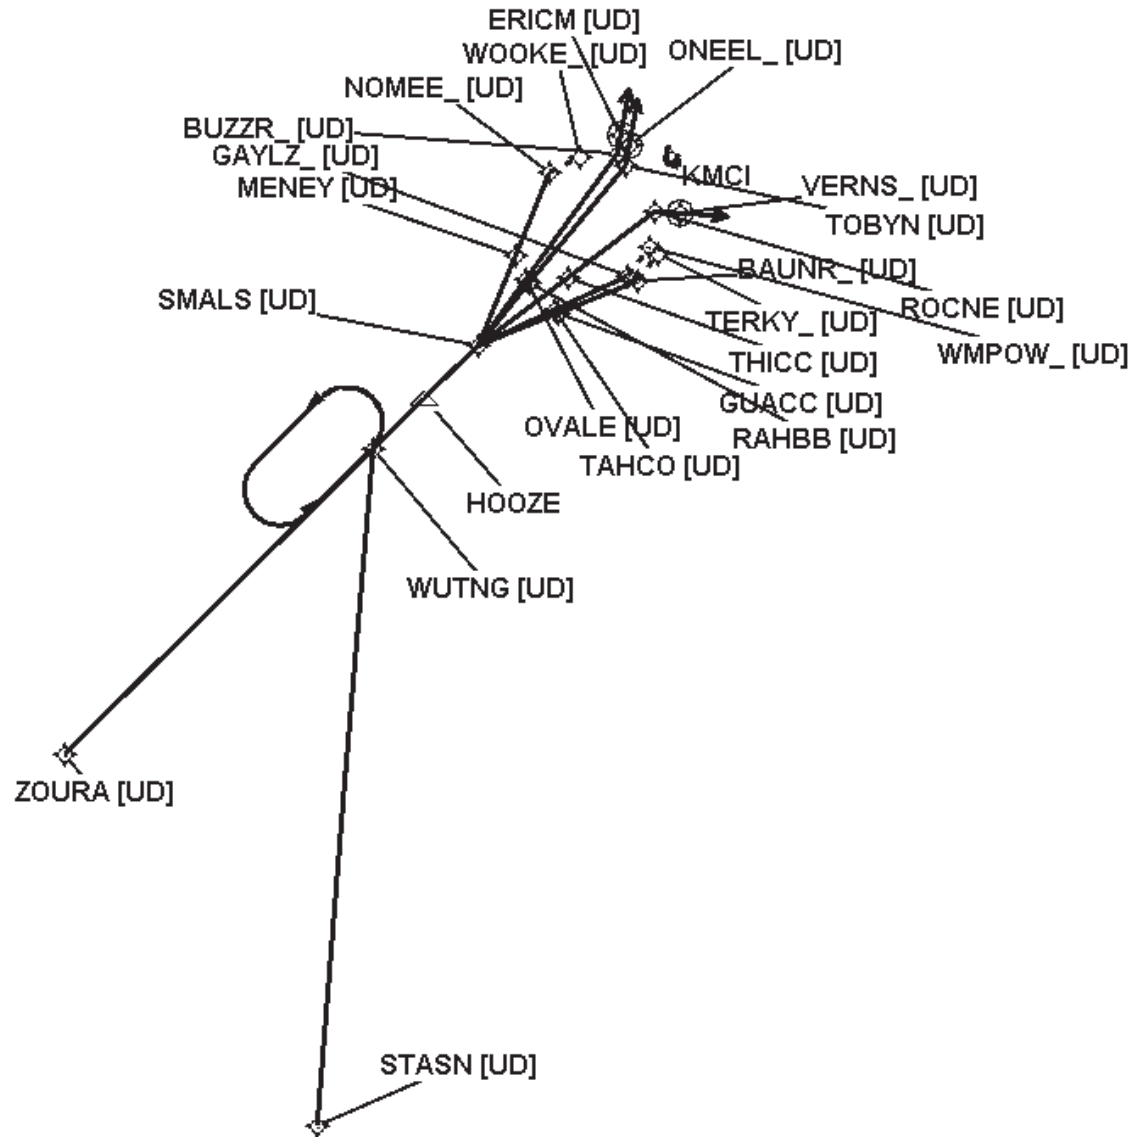 ERICM [UD]
WOOKE_ [UD]
ONEEL_ [UD]
NOMEE_ [UD]
BUZZR_ [UD]
GAYLZ_ [UD]
MENEY [UD]
KMCI
VERNS_ [UD]
TOBYN [UD]
BAUNR_ [UD]
SMALS [UD]
ROCNE [UD]
TERKY_ [UD]
WMPOW_ [UD]
THICC [UD]
GUACC [UD]
OVALE [UD]
RAHBB [UD]
TAHCO [UD]
HOOZE
WUTNG [UD]
ZOURA [UD]
STASN [UD]